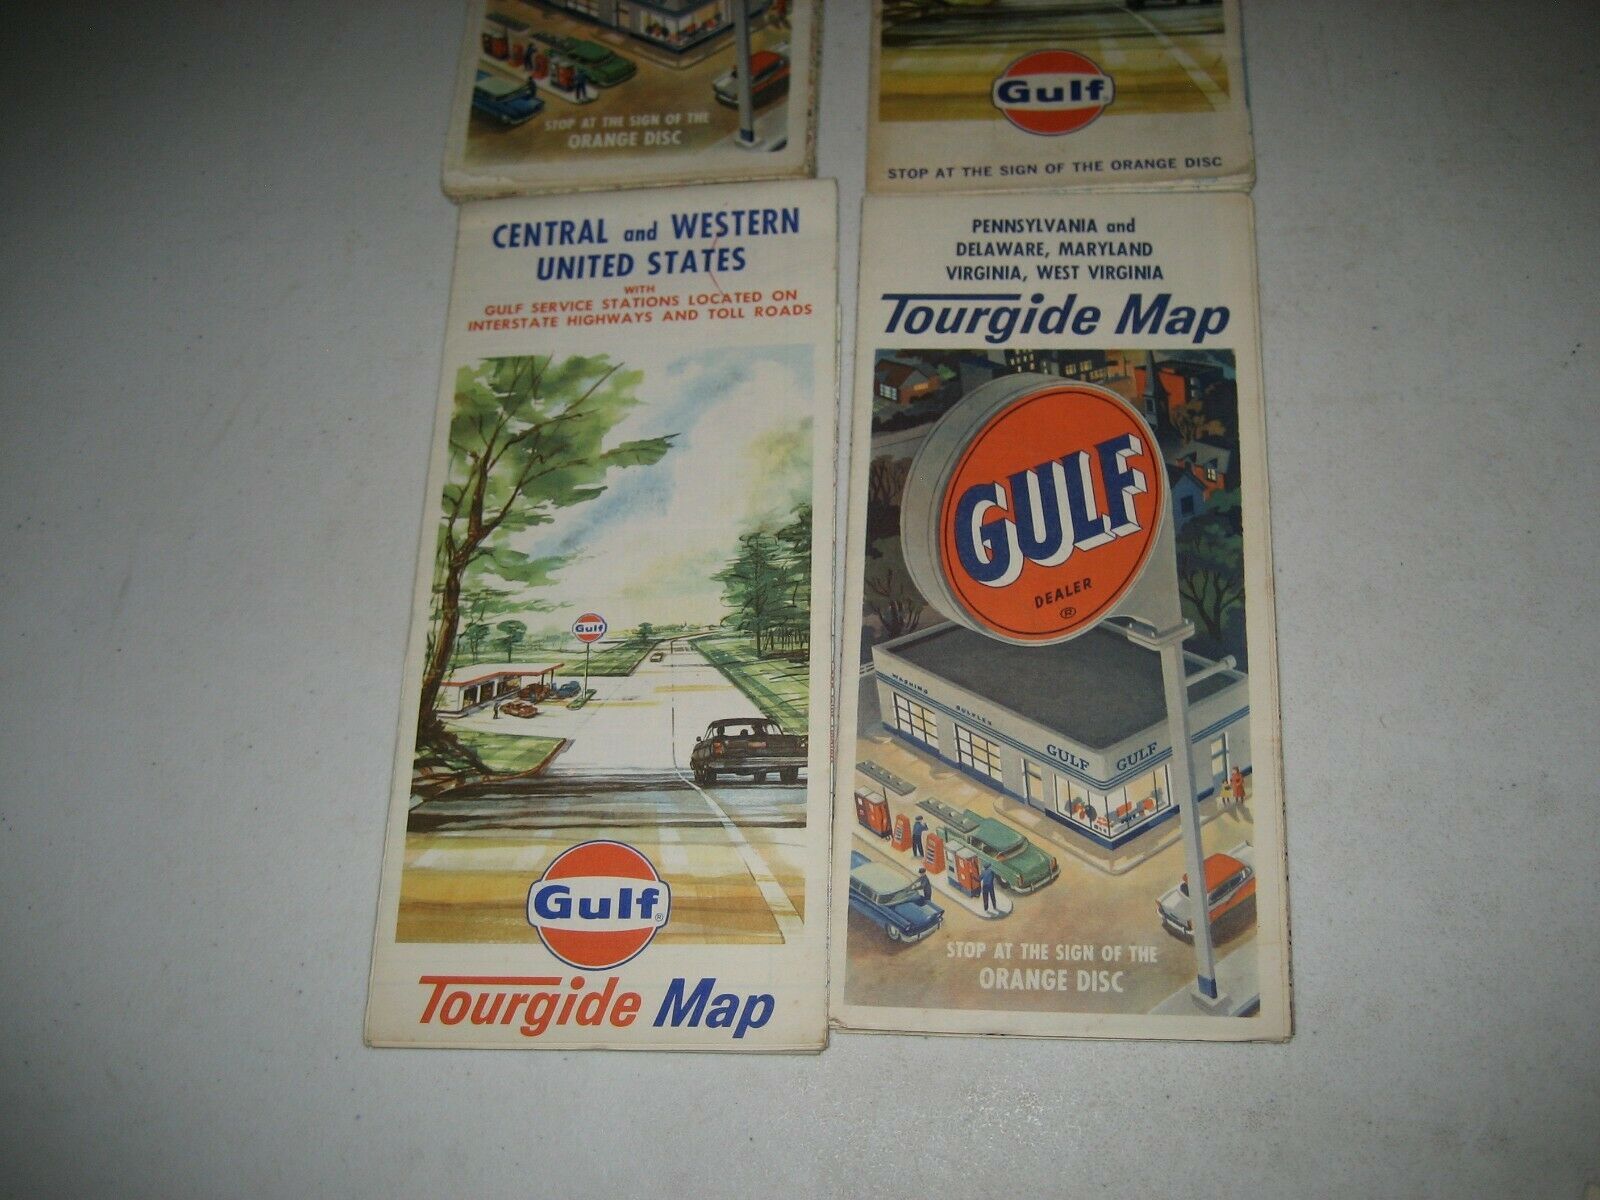 STOP AT THE SIGN OF THE
ORANGE DISC
Gulf
STOP AT THE SIGN OF THE ORANGE DISC
CENTRAL and WESTERN
UNITED STATES
WITH
GULF SERVICE STATIONS LOCATED ON
INTERSTATE HIGHWAYS AND TOLL ROADS
Gulf
Gulf®
Tourgide Map
PENNSYLVANIA and
DELAWARE, MARYLAND
VIRGINIA, WEST VIRGINIA
Tourgide Map
GULF
DEALER
®
WASHING
GULFLEX
GULF
GULF
STOP AT THE SIGN OF THE
ORANGE DISC